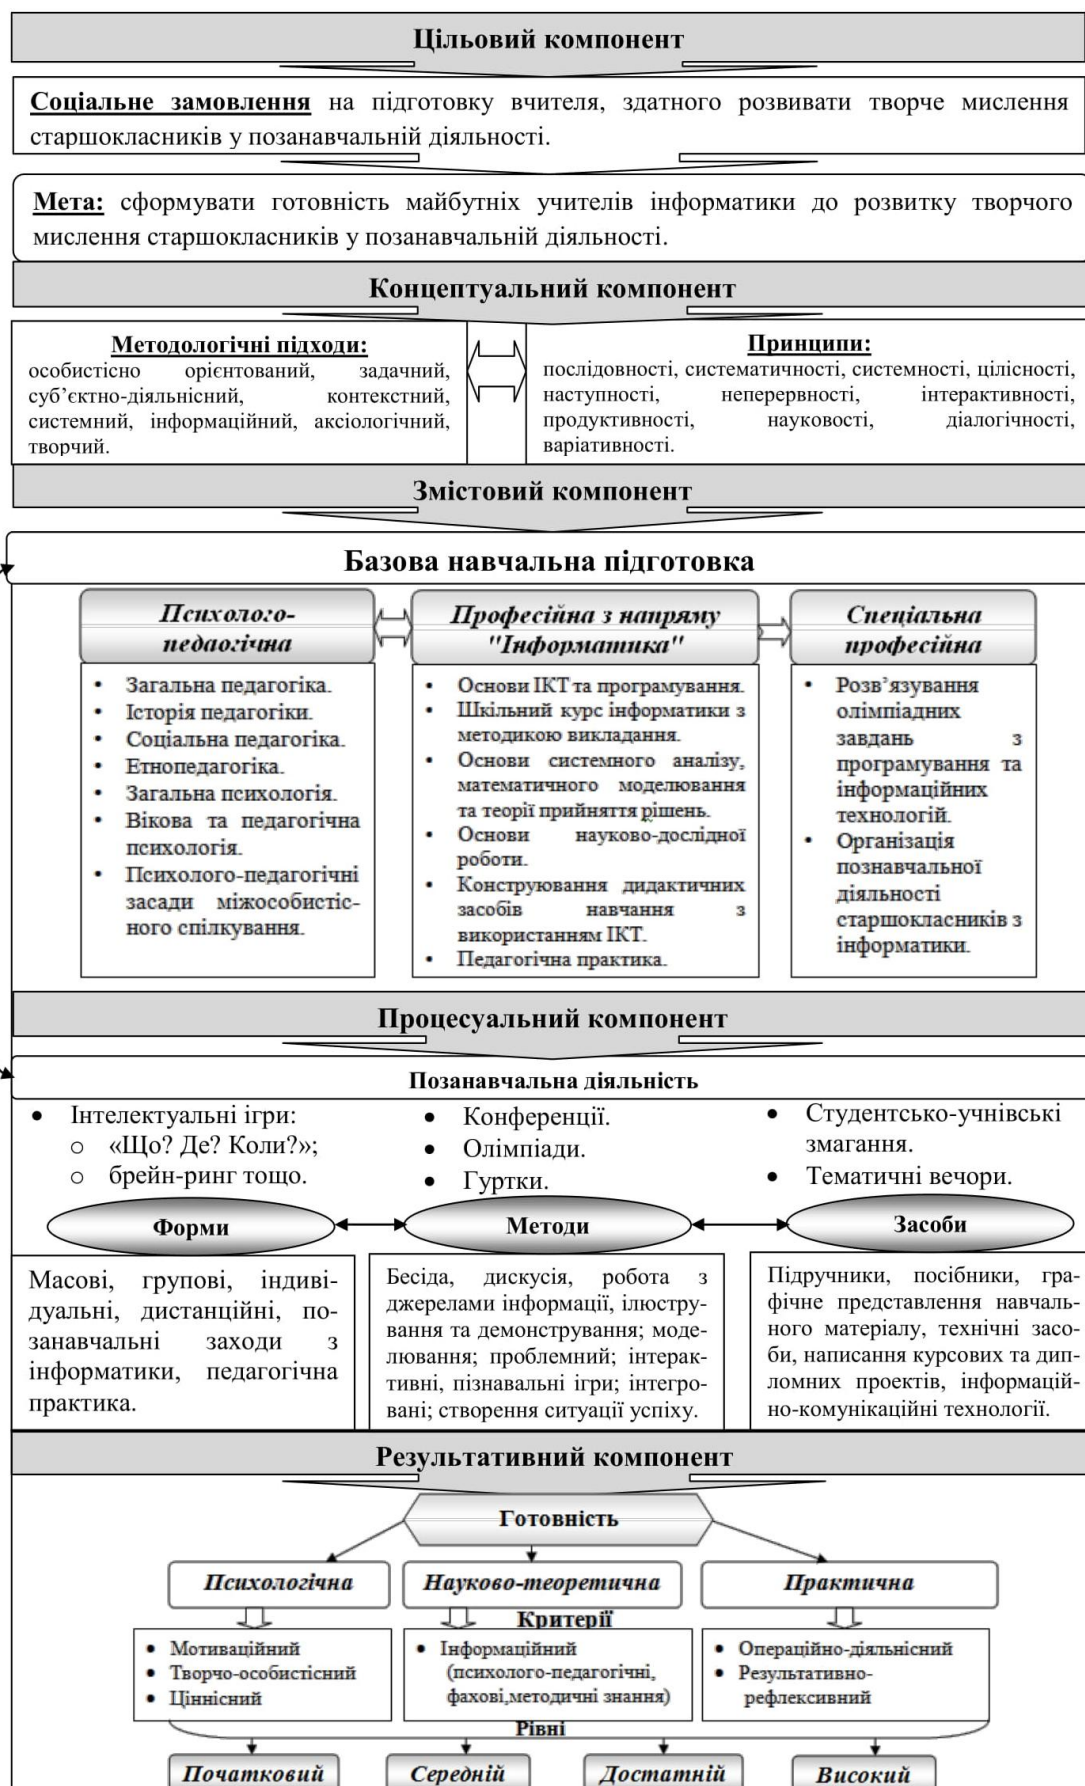 Цільовий компонент
Соціальне замовлення на підготовку вчителя, здатного розвивати творче мислення
старшокласників у позанавчальній діяльності.
Мета: сформувати готовність майбутніх учителів інформатики до розвитку творчого
мислення старшокласників у позанавчальній діяльності.
Концептуальний компонент
Методологічні підходи:
особистісно орієнтований, задачний,
суб’єктно-діяльнісний, контекстний,
системний, інформаційний, аксіологічний,
творчий.
Принципи:
послідовності, систематичності, системності, цілісності,
наступності, неперервності, інтерактивності,
продуктивності, науковості, діалогічності,
варіативності.
Змістовий компонент
Базова навчальна підготовка
Психолого-
педаогічна
• Загальна педагогіка.
• Історія педагогіки.
• Соціальна педагогіка.
• Етнопедагогіка.
• Загальна психологія.
• Вікова та педагогічна
психологія.
• Психолого-педагогічні
засади міжособистіс-
ного спілкування.
Професійна з напряму
"Інформатика"
• Основи ІКТ та програмування.
• Шкільний курс інформатики з
методикою викладання.
• Основи системного аналізу,
математичного моделювання
та теорії прийняття рішень.
• Основи науково-дослідної
роботи.
• Конструювання дидактичних
засобів навчання з
використанням ІКТ.
• Педагогічна практика.
Спеціальна
професійна
• Розв’язування
олімпіадних
завдань з
програмування та
інформаційних
технологій.
• Організація
познавчальної
діяльності
старшокласників з
інформатики.
Процесуальний компонент
Позанавчальна діяльність
• Інтелектуальні ігри:
o «Що? Де? Коли?»;
o брейн-ринг тощо.
• Конференції.
• Олімпіади.
• Гуртки.
• Студентсько-учнівські
змагання.
• Тематичні вечори.
Форми
Методи
Засоби
Масові, групові, індиві-
дуальні, дистанційні, по-
занавчальні заходи з
інформатики, педагогічна
практика.
Бесіда, дискусія, робота з
джерелами інформації, ілюстру-
вання та демонстрування; моде-
лювання; проблемний; інтерак-
тивні, пізнавальні ігри; інтегро-
вані; створення ситуації успіху.
Підручники, посібники, гра-
фічне представлення навчаль-
ного матеріалу, технічні засо-
би, написання курсових та дип-
ломних проектів, інформацій-
но-комунікаційні технології.
Результативний компонент
Готовність
Психологічна
Науково-теоретична
Практична
Критерії
• Мотиваційний
• Творчо-особистісний
• Ціннісний
• Інформаційний
(психолого-педагогічні,
фахові,методичні знання)
• Операційно-діяльнісний
• Результативно-
рефлексивний
Рівні
Початковий
Середній
Достатній
Високий